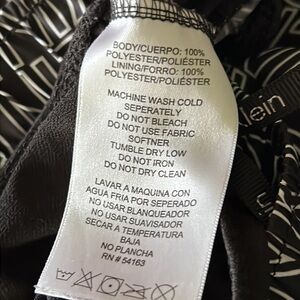 BODY/CUERPO: 100%
POLYESTER/POLIÉSTER
LINING/FORRO: 100%
POLYESTER/POLIÉSTER
MACHINE WASH COLD
SEPERATELY
DO NOT BLEACH
DO NOT USE FABRIC
SOFTNER
TUMBLE DRY LOW
DO NOT IRON
DO NOT DRY CLEAN
LAVAR A MAQUINA CON
AGUA FRIA POR SEPERADO
NO USAR BLANQUEADOR
NO USAR SUAVISADOR
SECAR A TEMPERATURA
BAJA
NO PLANCHA
RN # 54163
lein